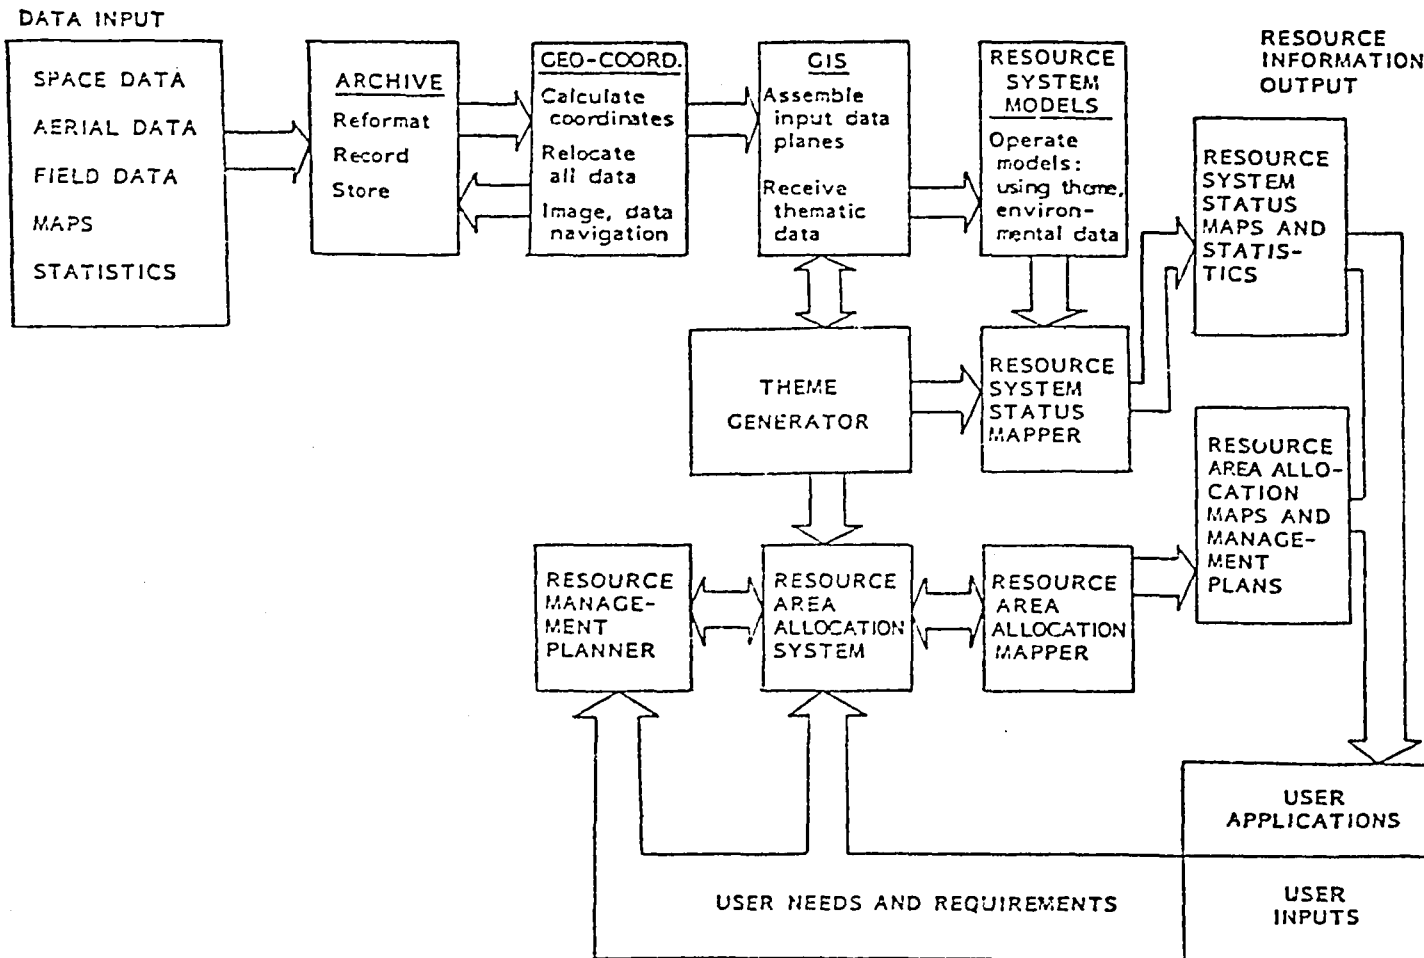 DATA INPUT
SPACE DATA
AERIAL DATA
FIELD DATA
MAPS
STATISTICS
ARCHIVE
Reformat
Record
Store
GEO-COORD.
Calculate
coordinates
Relocate
all data
Image, data
navigation
GIS
Assemble
input data
planes
Receive
thematic
data
RESOURCE
SYSTEM
MODELS
Operate
models:
using theme,
environ-
mental data
RESOURCE
INFORMATION
OUTPUT
RESOURCE
SYSTEM
STATUS
MAPS AND
STATIS-
TICS
THEME
GENERATOR
RESOURCE
SYSTEM
STATUS
MAPPER
RESOURCE
AREA ALLO-
CATION
MAPS AND
MANAGE-
MENT
PLANS
RESOURCE
MANAGE-
MENT
PLANNER
RESOURCE
AREA
ALLOCATION
SYSTEM
RESOURCE
AREA
ALLOCATION
MAPPER
USER
APPLICATIONS
USER NEEDS AND REQUIREMENTS
USER
INPUTS